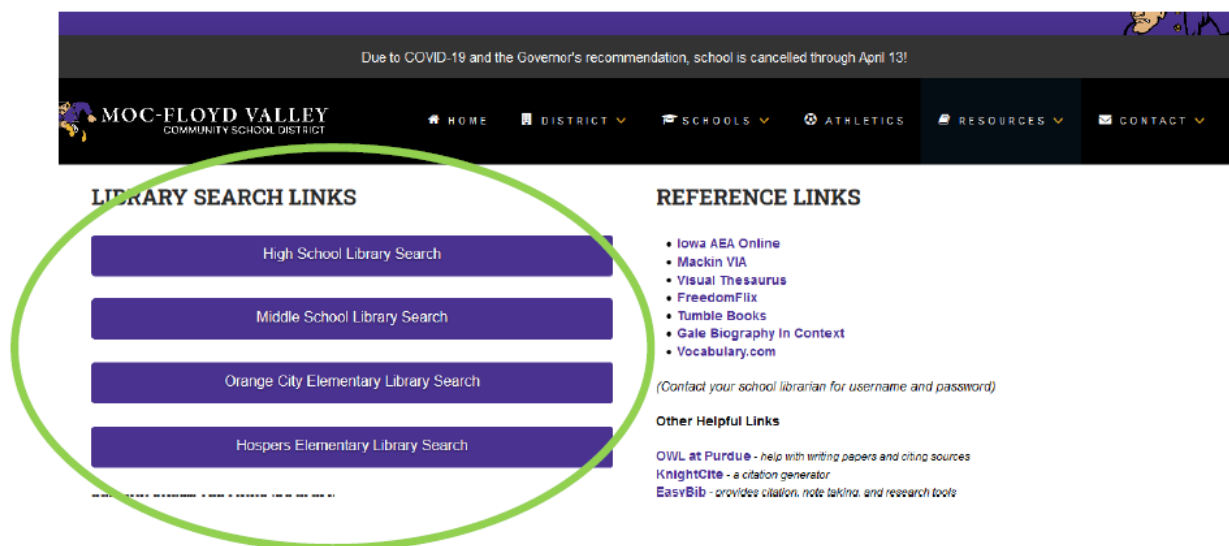 Due to COVID-19 and the Governor's recommendation, school is cancelled through April 13!
MOC-FLOYD VALLEY
COMMUNITY SCHOOL DISTRICT
HOME DISTRICT SCHOOLS ATHLETICS RESOURCES CONTACT
LIBRARY SEARCH LINKS
High School Library Search
Middle School Library Search
Orange City Elementary Library Search
Hospers Elementary Library Search
REFERENCE LINKS
• Iowa AEA Online
• Mackin VIA
• Visual Thesaurus
• FreedomFlix
• Tumble Books
• Gale Biography In Context
• Vocabulary.com
(Contact your school librarian for username and password)
Other Helpful Links
OWL at Purdue - help with writing papers and citing sources
KnightCite - a citation generator
EasyBib - provides citation, note taking, and research tools